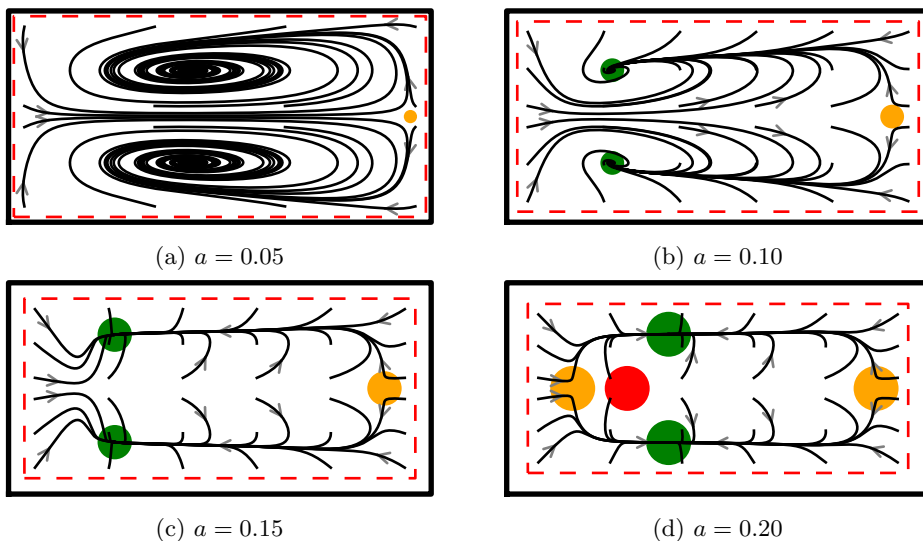 (a) a = 0.05
(b) a = 0.10
(c) a = 0.15
(d) a = 0.20